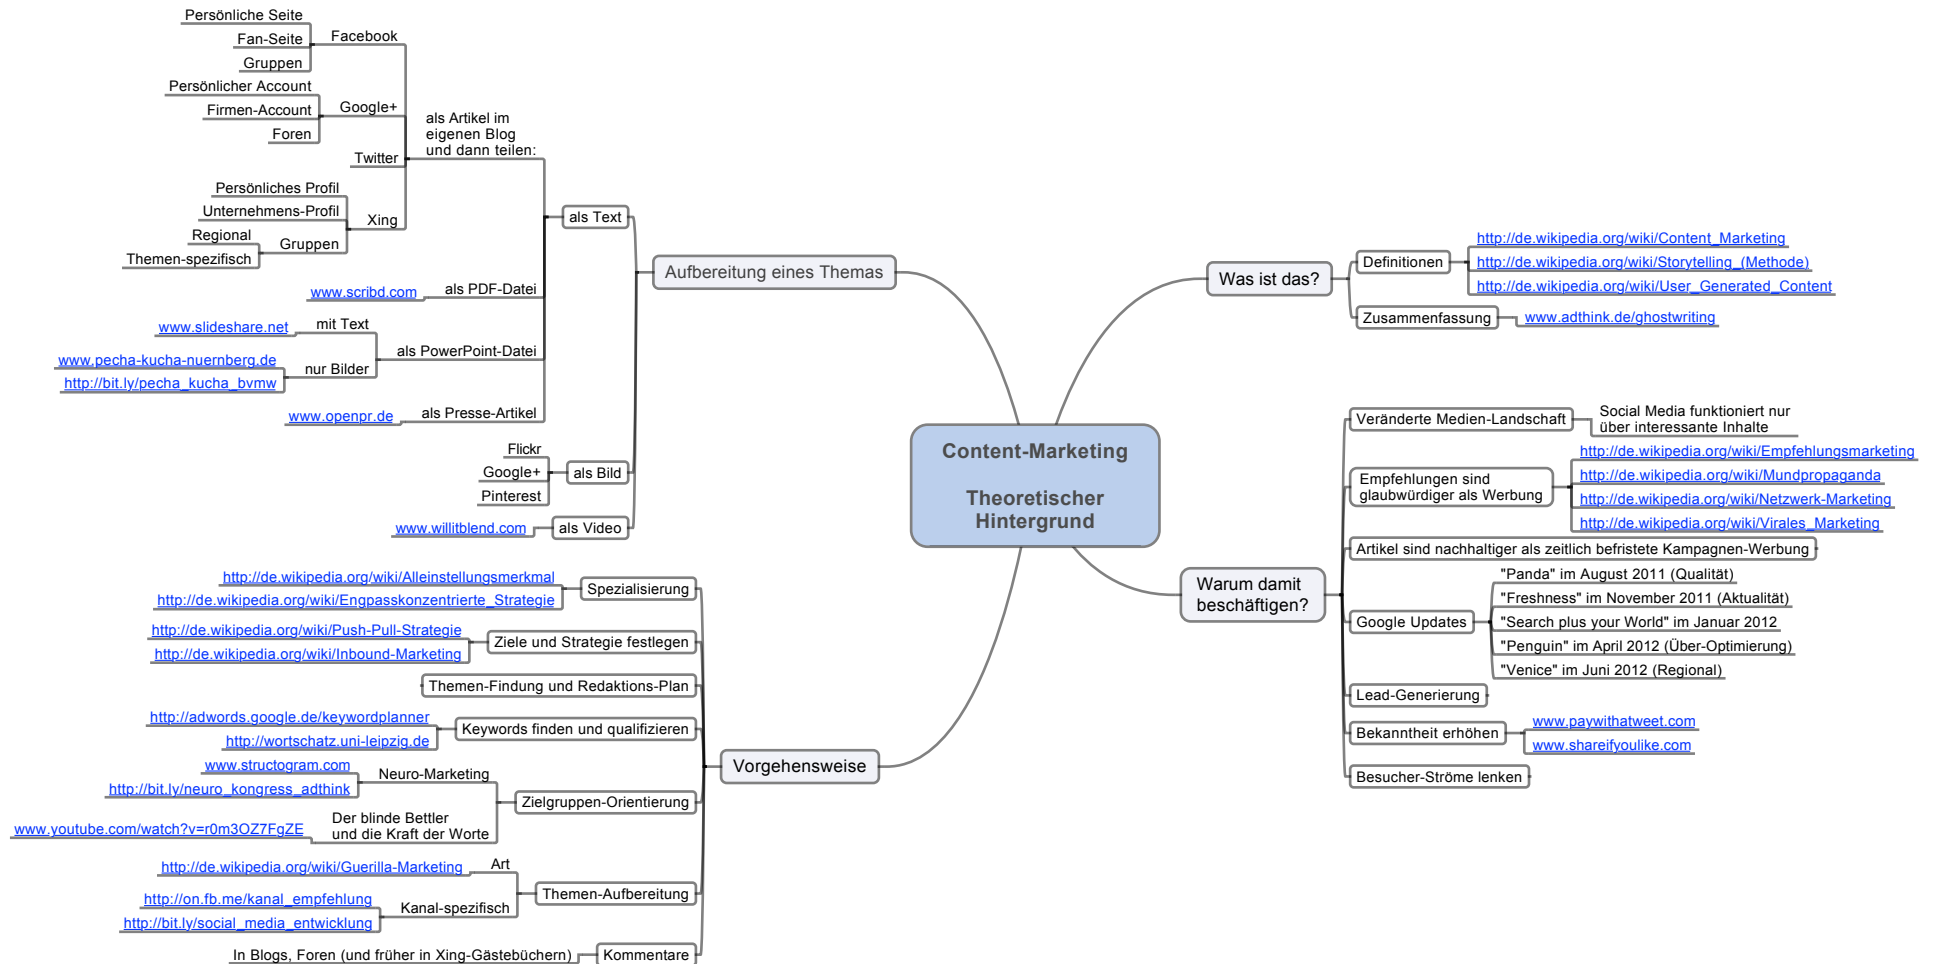 Content-Marketing
Theoretischer
Hintergrund
Was ist das?
Definitionen
http://de.wikipedia.org/wiki/Content_Marketing
http://de.wikipedia.org/wiki/Storytelling_(Methode)
http://de.wikipedia.org/wiki/User_Generated_Content
Zusammenfassung
www.adthink.de/ghostwriting
Warum damit
beschäftigen?
Veränderte Medien-Landschaft
Social Media funktioniert nur
über interessante Inhalte
Empfehlungen sind
glaubwürdiger als Werbung
http://de.wikipedia.org/wiki/Empfehlungsmarketing
http://de.wikipedia.org/wiki/Mundpropaganda
http://de.wikipedia.org/wiki/Netzwerk-Marketing
http://de.wikipedia.org/wiki/Virales_Marketing
Artikel sind nachhaltiger als zeitlich befristete Kampagnen-Werbung
Google Updates
"Panda" im August 2011 (Qualität)
"Freshness" im November 2011 (Aktualität)
"Search plus your World" im Januar 2012
"Penguin" im April 2012 (Über-Optimierung)
"Venice" im Juni 2012 (Regional)
Lead-Generierung
Bekanntheit erhöhen
www.paywithatweet.com
www.shareifyoulike.com
Besucher-Ströme lenken
Aufbereitung eines Themas
als Text
als Artikel im
eigenen Blog
und dann teilen:
Facebook
Persönliche Seite
Fan-Seite
Gruppen
Google+
Persönlicher Account
Firmen-Account
Foren
Twitter
Xing
Persönliches Profil
Unternehmens-Profil
Gruppen
Regional
Themen-spezifisch
als PDF-Datei
www.scribd.com
als PowerPoint-Datei
mit Text
www.slideshare.net
nur Bilder
www.pecha-kucha-nuernberg.de
http://bit.ly/pecha_kucha_bvmw
als Presse-Artikel
www.openpr.de
als Bild
Flickr
Google+
Pinterest
als Video
www.willitblend.com
Vorgehensweise
Spezialisierung
http://de.wikipedia.org/wiki/Alleinstellungsmerkmal
http://de.wikipedia.org/wiki/Engpasskonzentrierte_Strategie
Ziele und Strategie festlegen
http://de.wikipedia.org/wiki/Push-Pull-Strategie
http://de.wikipedia.org/wiki/Inbound-Marketing
Themen-Findung und Redaktions-Plan
Keywords finden und qualifizieren
http://adwords.google.de/keywordplanner
http://wortschatz.uni-leipzig.de
Zielgruppen-Orientierung
Neuro-Marketing
www.structogram.com
http://bit.ly/neuro_kongress_adthink
Der blinde Bettler
und die Kraft der Worte
www.youtube.com/watch?v=r0m3OZ7FgZE
Themen-Aufbereitung
Art
http://de.wikipedia.org/wiki/Guerilla-Marketing
Kanal-spezifisch
http://on.fb.me/kanal_empfehlung
http://bit.ly/social_media_entwicklung
Kommentare
In Blogs, Foren (und früher in Xing-Gästebüchern)